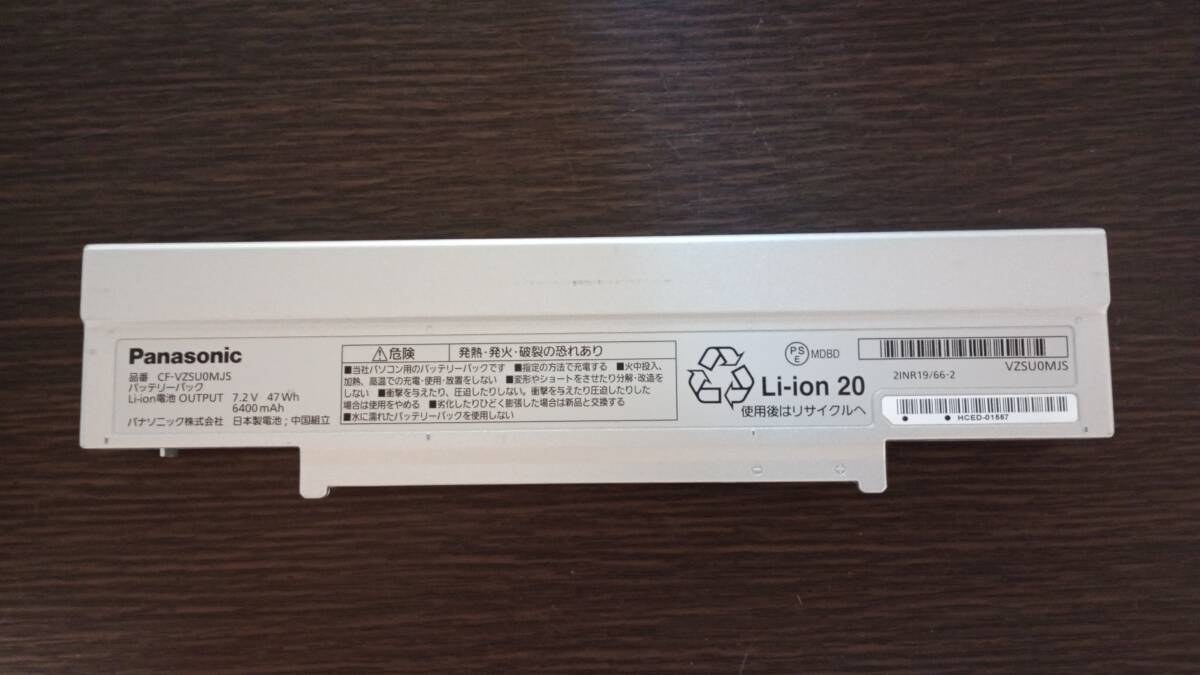 Panasonic
品番 CF-VZSU0MJS
バッテリーパック
Li-ion電池 OUTPUT 7.2 V 47 Wh
6400 mAh
パナソニック株式会社 日本製電池；中国組立
⚠危険 発熱・発火・破裂の恐れあり
■当社パソコン用のバッテリーパックです ■指定の方法で充電する ■火中投入、
加熱、高温での充電・使用・放置をしない ■変形やショートをさせたり分解・改造を
しない ■衝撃を与えたり、圧迫したりしない。衝撃を与えたり圧迫したりした
場合は使用をやめる ■劣化したりひどく膨張した場合は新品と交換する
■水に濡れたバッテリーパックを使用しない
Li-ion 20
使用後はリサイクルへ
PS
E
MDBD
2INR19/66-2
VZSU0MJS
HCED-01557